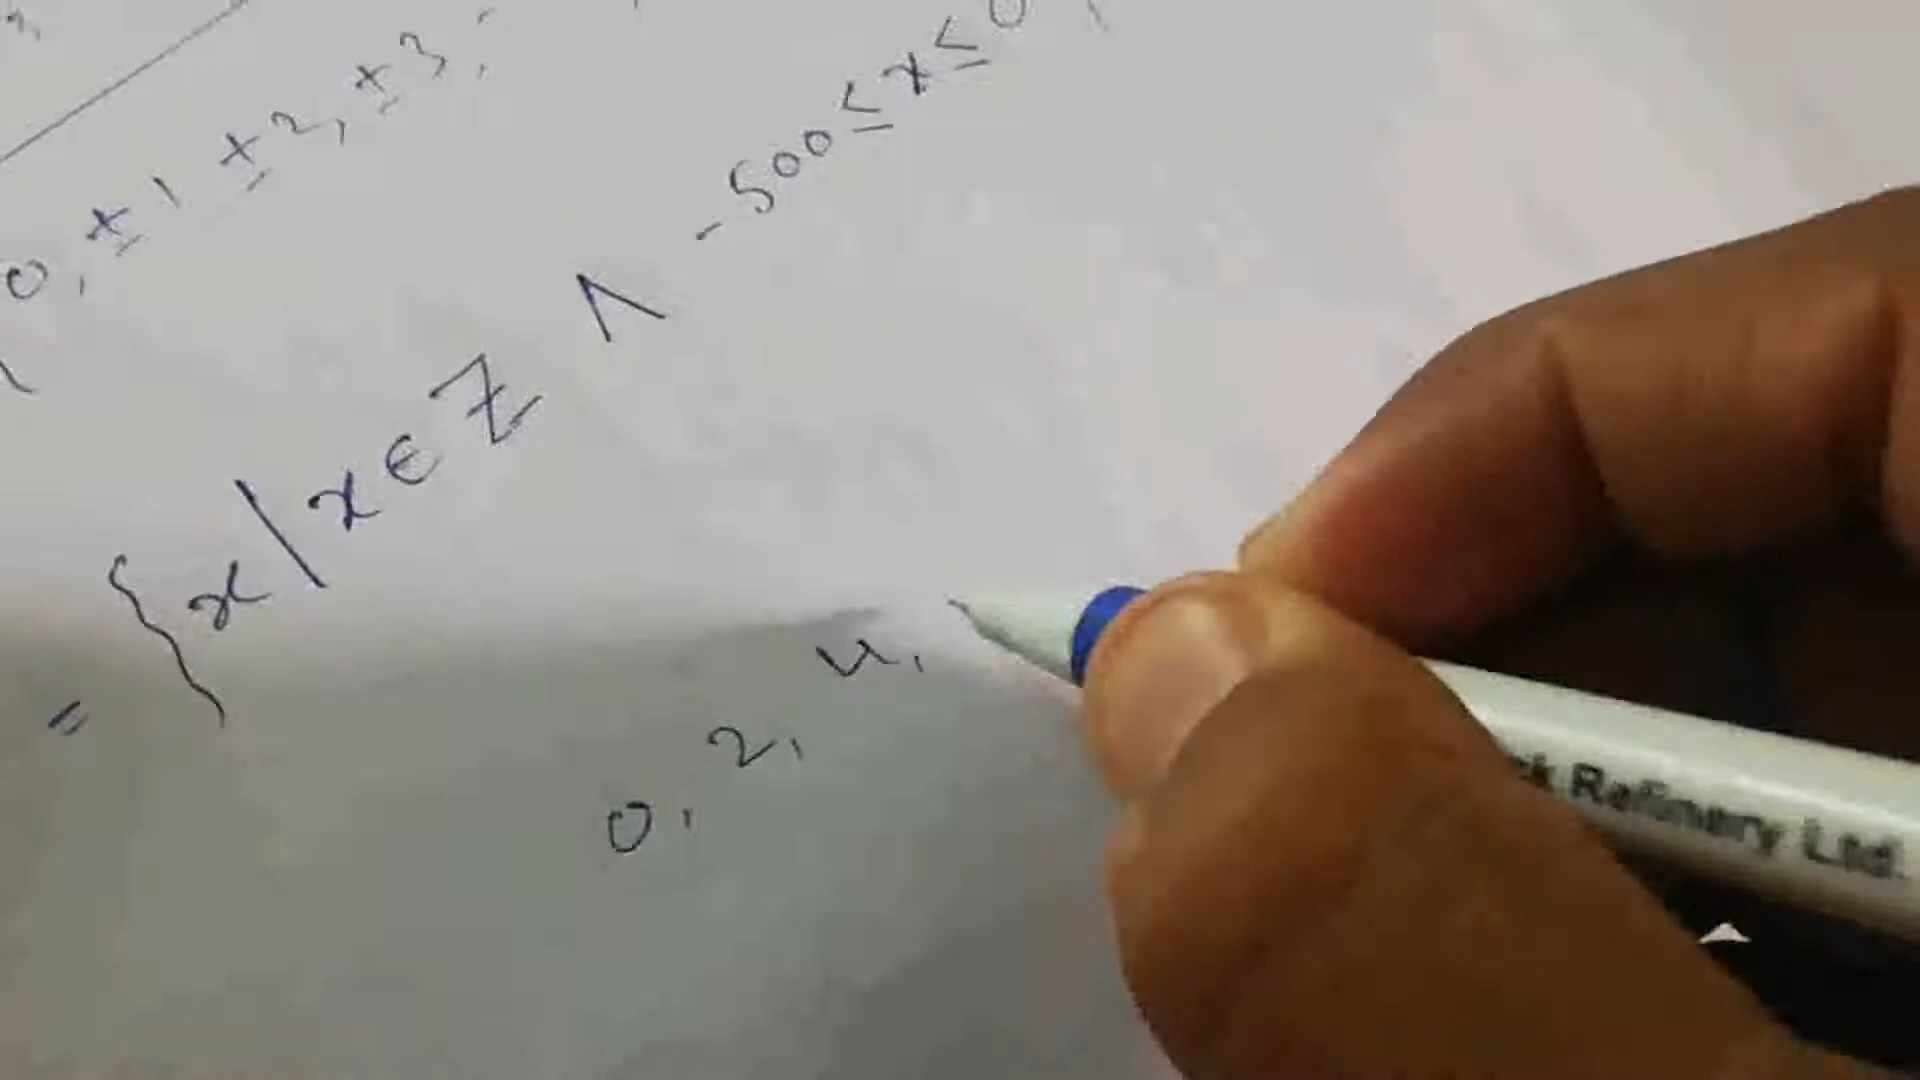 0, ±1 ±2, ±3,
= {x / x ∈ Z ∧ -500 ≤ x ≤ 0
0, 2, 4,
Refinery Ltd.